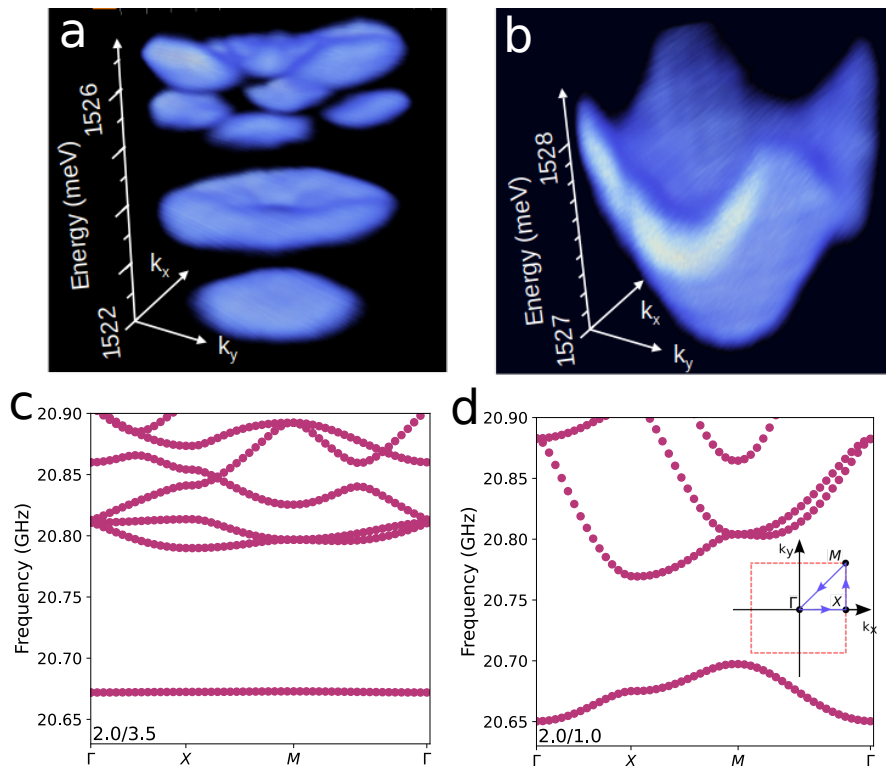 a
Energy (meV)
1526
1522
kx
ky
b
Energy (meV)
1528
1527
kx
ky
c
Frequency (GHz)
20.90
20.85
20.80
20.75
20.70
20.65
2.0/3.5
Γ X M Γ
d
Frequency (GHz)
20.90
20.85
20.80
20.75
20.70
20.65
ky
M
Γ
X
kx
2.0/1.0
Γ X M Γ